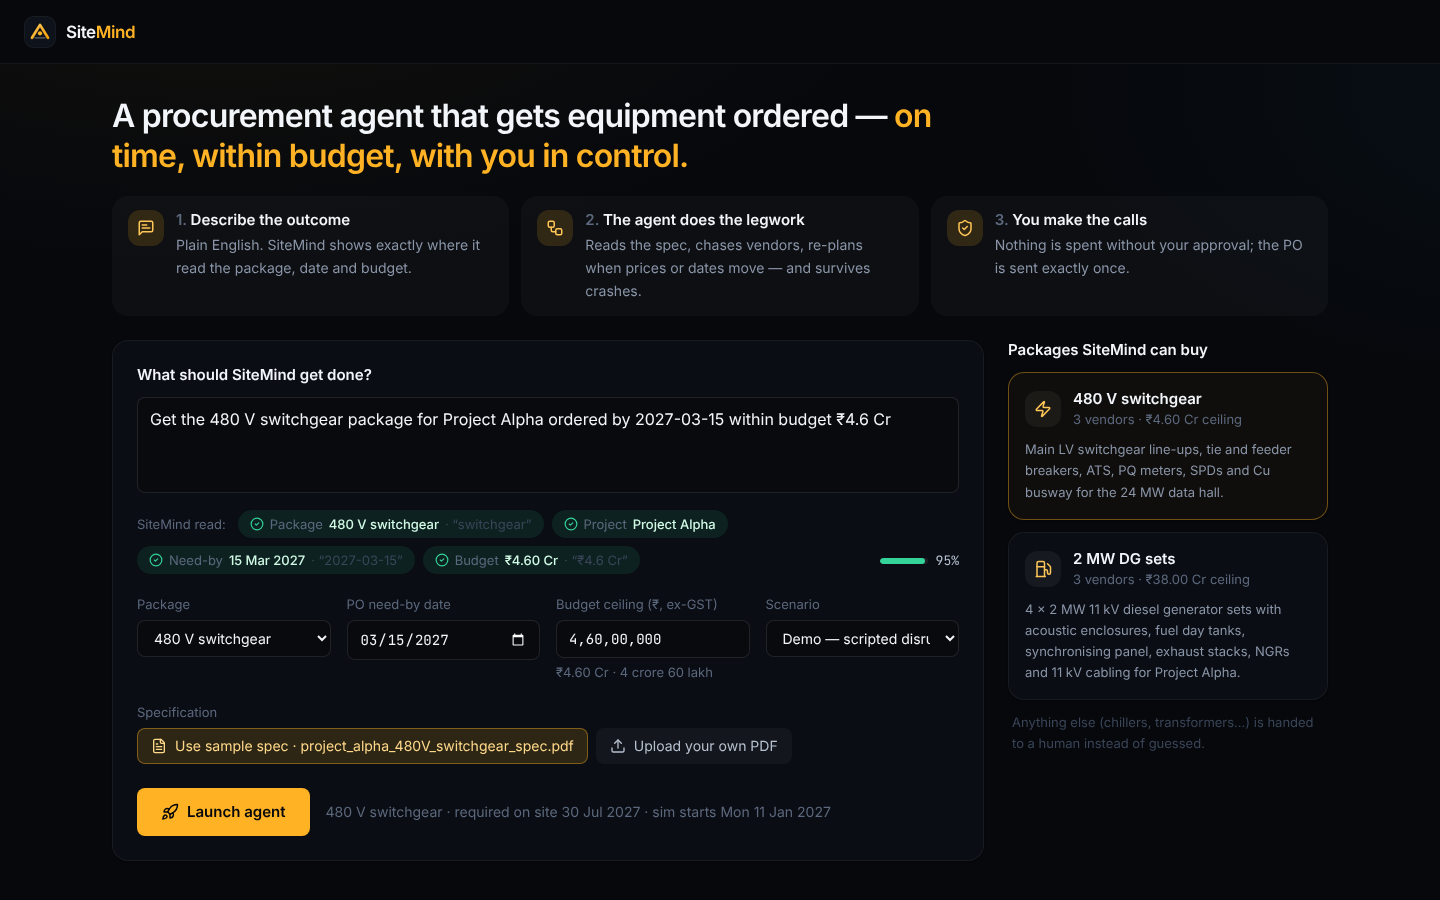 SiteMind
A procurement agent that gets equipment ordered — on
time, within budget, with you in control.
1. Describe the outcome
Plain English. SiteMind shows exactly where it
read the package, date and budget.
2. The agent does the legwork
Reads the spec, chases vendors, re-plans
when prices or dates move — and survives
crashes.
3. You make the calls
Nothing is spent without your approval; the PO
is sent exactly once.
What should SiteMind get done?
Get the 480 V switchgear package for Project Alpha ordered by 2027-03-15 within budget ₹4.6 Cr
SiteMind read: Package 480 V switchgear · “switchgear” Project Project Alpha
Need-by 15 Mar 2027 · “2027-03-15” Budget ₹4.60 Cr · “₹4.6 Cr” 95%
Package PO need-by date Budget ceiling (₹, ex-GST) Scenario
480 V switchgear 03/15/2027 4,60,00,000 Demo — scripted disru
₹4.60 Cr · 4 crore 60 lakh
Specification
Use sample spec · project_alpha_480V_switchgear_spec.pdf Upload your own PDF
Launch agent 480 V switchgear · required on site 30 Jul 2027 · sim starts Mon 11 Jan 2027
Packages SiteMind can buy
480 V switchgear
3 vendors · ₹4.60 Cr ceiling
Main LV switchgear line-ups, tie and feeder
breakers, ATS, PQ meters, SPDs and Cu
busway for the 24 MW data hall.
2 MW DG sets
3 vendors · ₹38.00 Cr ceiling
4 × 2 MW 11 kV diesel generator sets with
acoustic enclosures, fuel day tanks,
synchronising panel, exhaust stacks, NGRs
and 11 kV cabling for Project Alpha.
Anything else (chillers, transformers…) is handed
to a human instead of guessed.